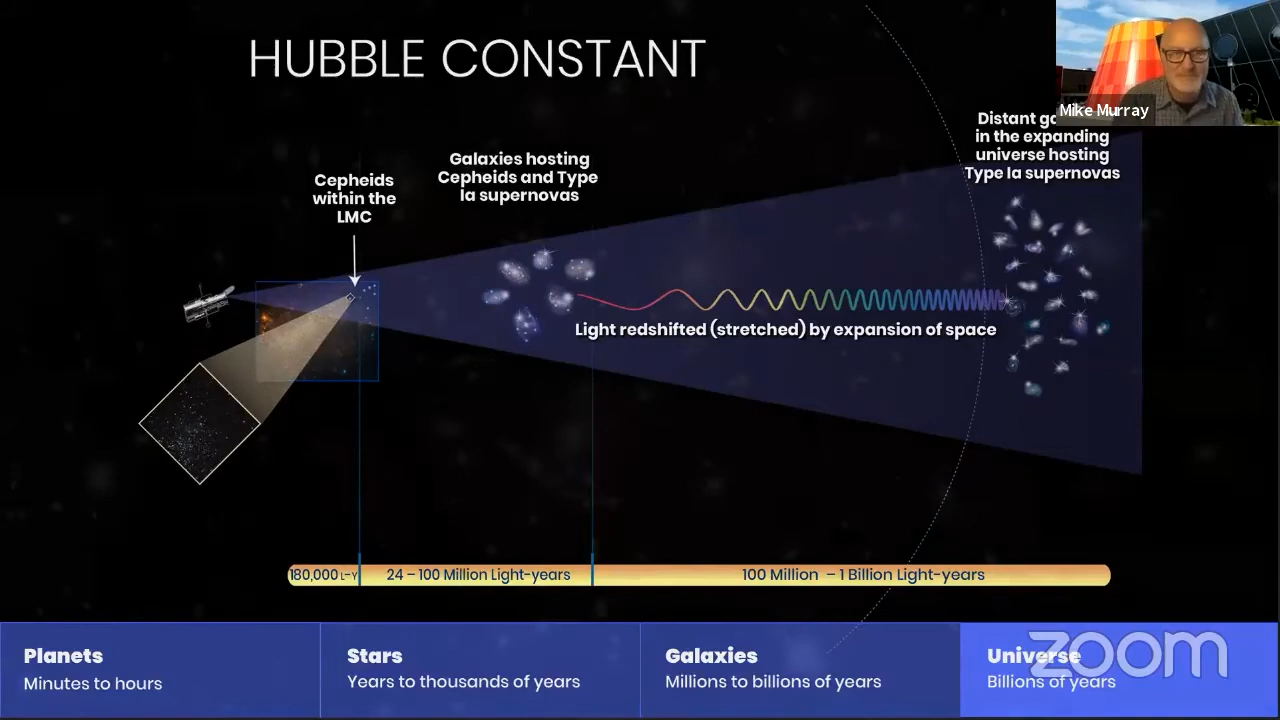 HUBBLE CONSTANT
Mike Murray
Distant
in the expanding
universe hosting
Type Ia supernovas
Galaxies hosting
Cepheids and Type
Ia supernovas
Cepheids
within the
LMC
Light redshifted (stretched) by expansion of space
180,000 L-Y
24 – 100 Million Light-years
100 Million – 1 Billion Light-years
Planets
Minutes to hours
Stars
Years to thousands of years
Galaxies
Millions to billions of years
Universe
Billions of years
zoom